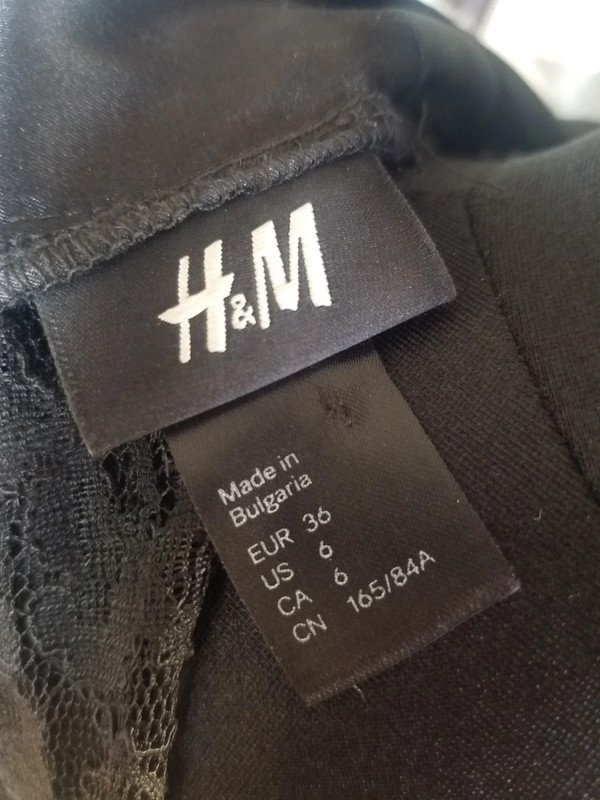 H&M
Made in
Bulgaria
EUR 36
US 6
CA 6
CN 165/84A